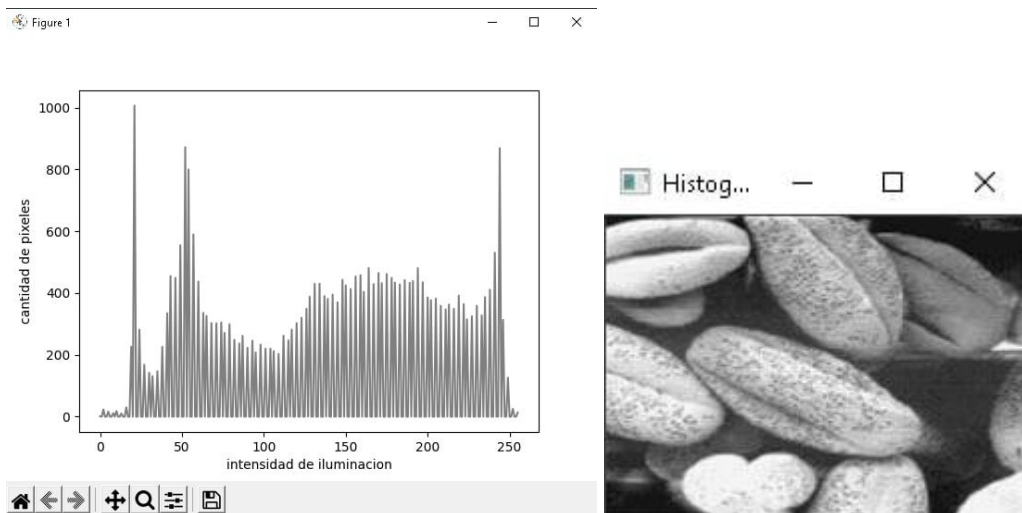 Figure 1
1000
800
600
400
200
0
cantidad de pixeles
0 50 100 150 200 250
intensidad de iluminacion
Histog...